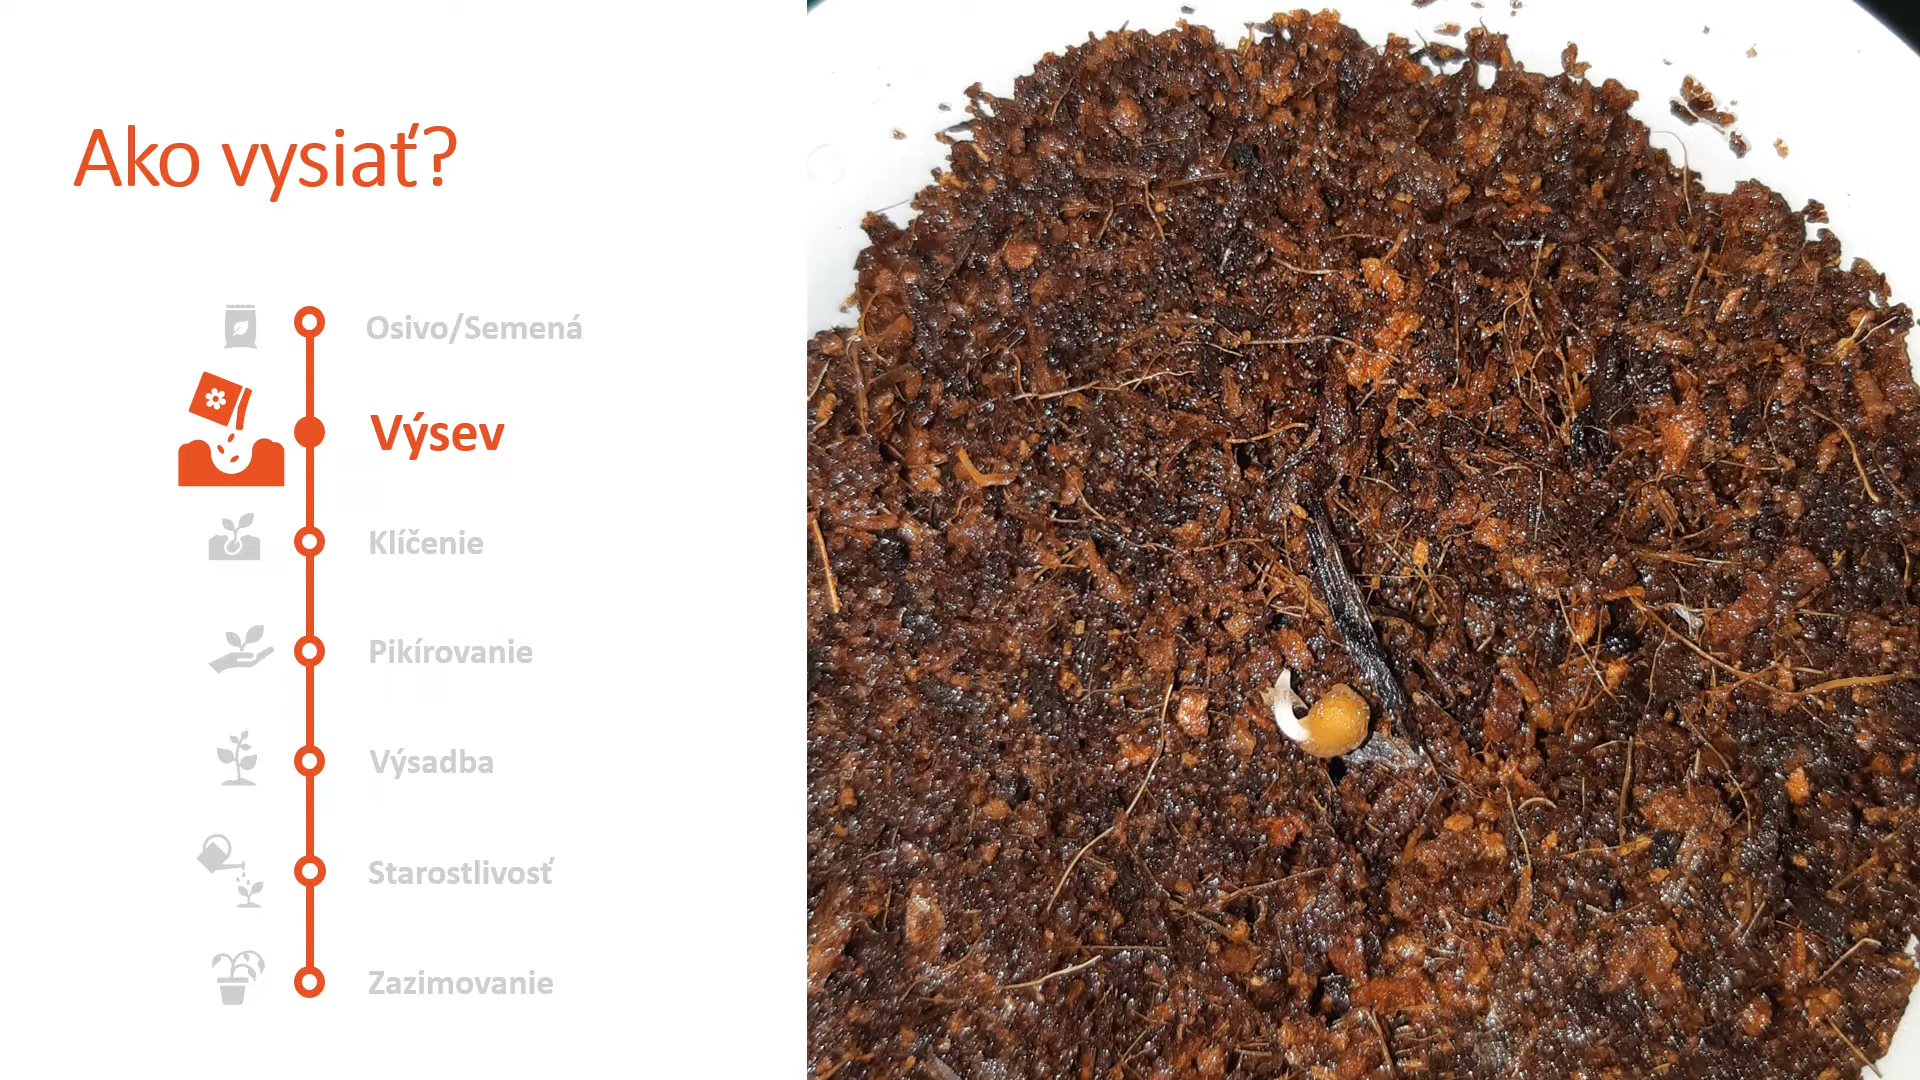 Ako vysiať?
Osivo/Semená
Výsev
Klíčenie
Pikírovanie
Výsadba
Starostlivosť
Zazimovanie